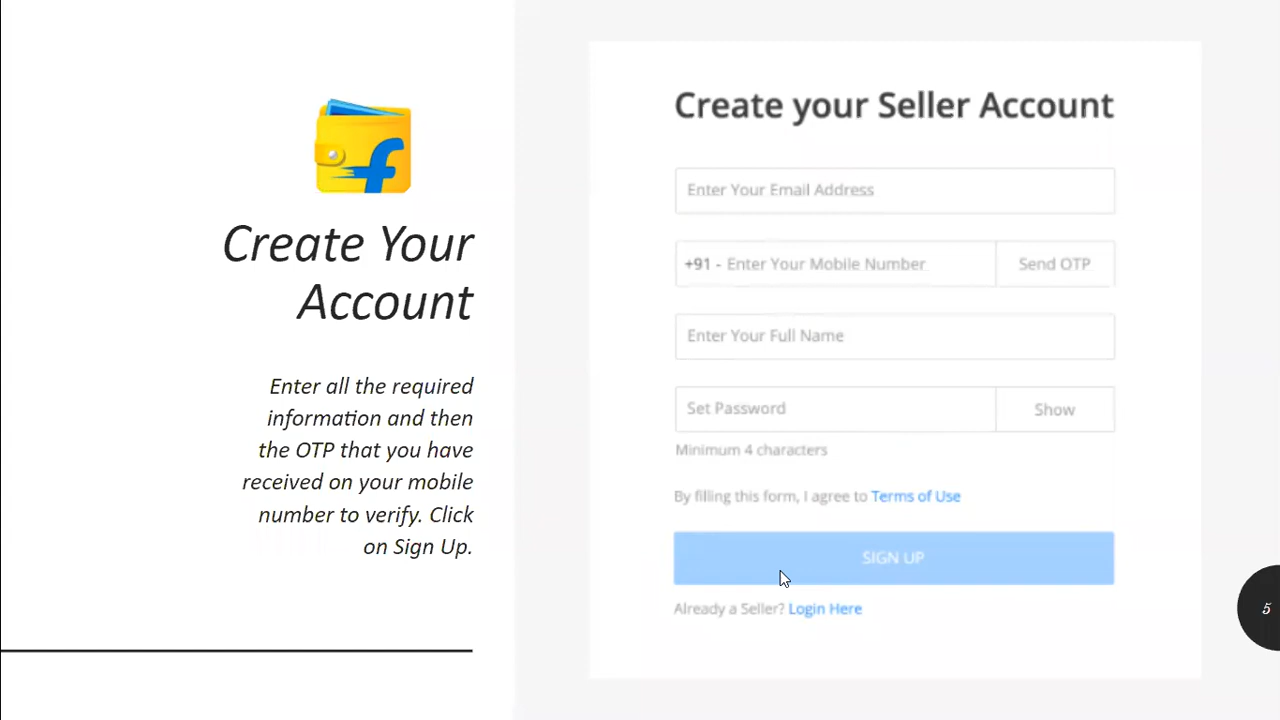 f
Create Your
Account
Enter all the required
information and then
the OTP that you have
received on your mobile
number to verify. Click
on Sign Up.
Create your Seller Account
Enter Your Email Address
+91 - Enter Your Mobile Number Send OTP
Enter Your Full Name
Set Password Show
Minimum 4 characters
By filling this form, I agree to Terms of Use
SIGN UP
Already a Seller? Login Here
5